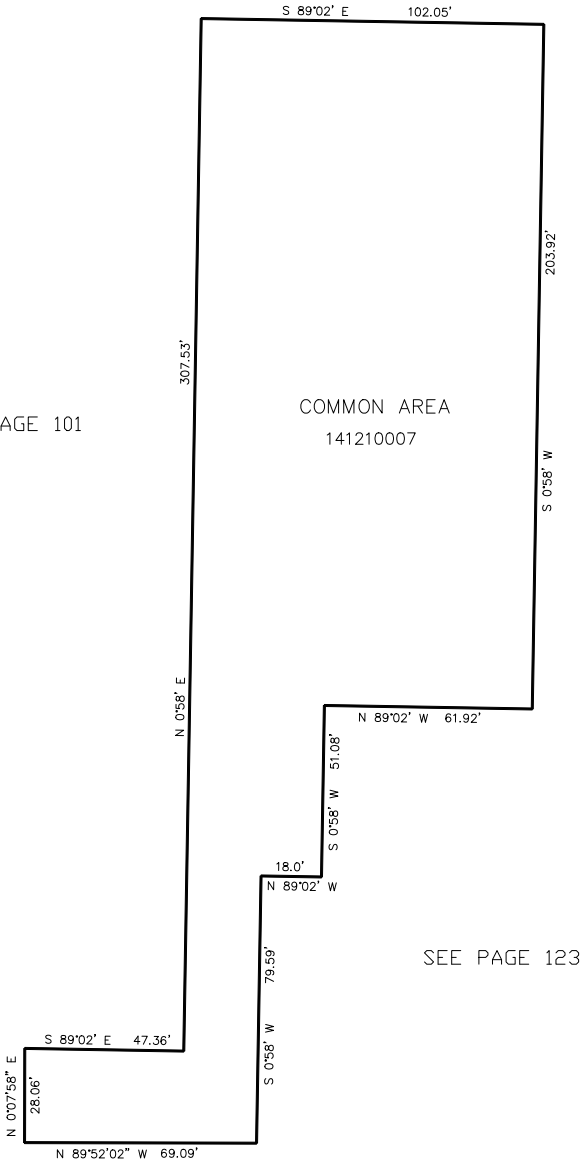 S 89°02' E 102.05'
203.92'
307.53'
COMMON AREA
AGE 101
141210007
S 0°58' W
N 0°58' E
N 89°02' W 61.92'
51.08'
S 0°58' W
18.0'
N 89°02' W
79.59'
SEE PAGE 123
S 0°58' W
S 89°02' E 47.36'
N 0°07'58" E
28.06'
N 89°52'02" W 69.09'